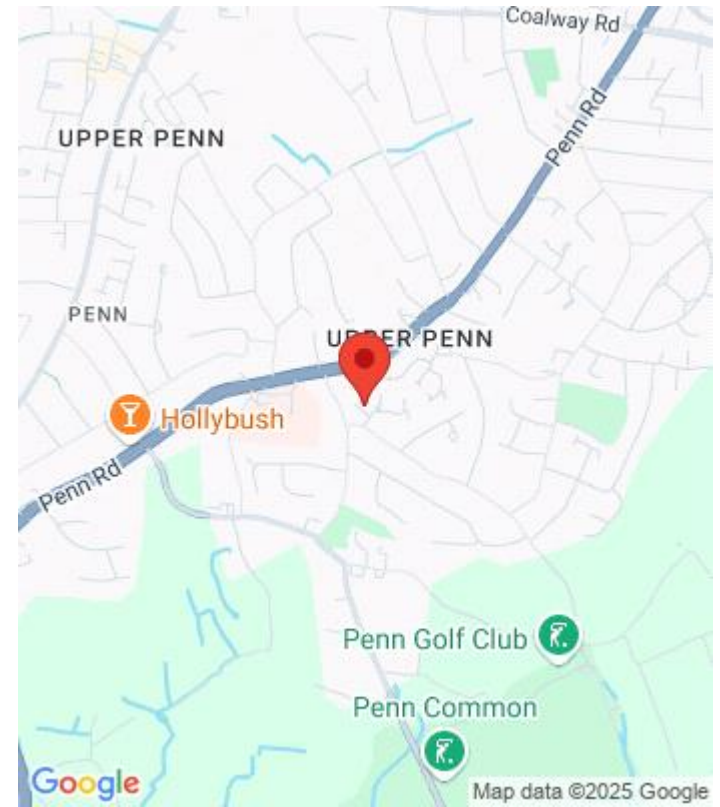 Coalway Rd
UPPER PENN
Penn Rd
PENN
UPPER PENN
Hollybush
Penn Rd
Penn Golf Club
Penn Common
Google
Map data ©2025 Google